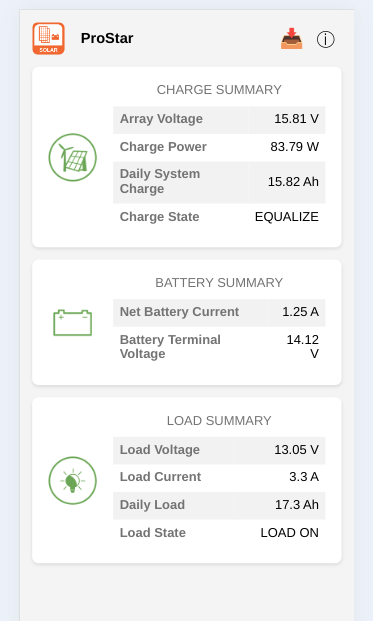 SOLAR
ProStar
CHARGE SUMMARY
Array Voltage 15.81 V
Charge Power 83.79 W
Daily System
Charge 15.82 Ah
Charge State EQUALIZE
BATTERY SUMMARY
Net Battery Current 1.25 A
Battery Terminal 14.12
Voltage V
LOAD SUMMARY
Load Voltage 13.05 V
Load Current 3.3 A
Daily Load 17.3 Ah
Load State LOAD ON